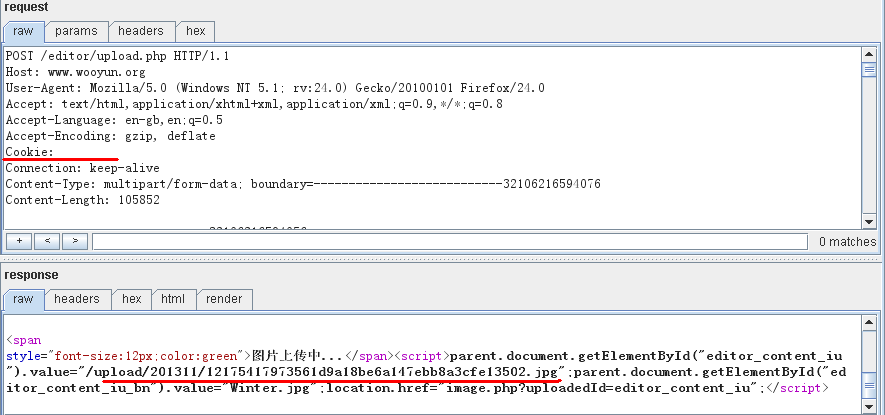 request
raw params headers hex
POST /editor/upload.php HTTP/1.1
Host: www.wooyun.org
User-Agent: Mozilla/5.0 (Windows NT 5.1; rv:24.0) Gecko/20100101 Firefox/24.0
Accept: text/html,application/xhtml+xml,application/xml;q=0.9,*/*;q=0.8
Accept-Language: en-gb,en;q=0.5
Accept-Encoding: gzip, deflate
Cookie:
Connection: keep-alive
Content-Type: multipart/form-data; boundary=---------------------------32106216594076
Content-Length: 105852
+ < > 0 matches
response
raw headers hex html render
<span
style="font-size:12px;color:green">图片上传中...</span><script>parent.document.getElementById("editor_content_iu
").value="/upload/201311/12175417973561d9a18be6a147ebb8a3cfe13502.jpg";parent.document.getElementById("ed
itor_content_iu_bn").value="Winter.jpg";location.href="image.php?uploadedId=editor_content_iu";</script>